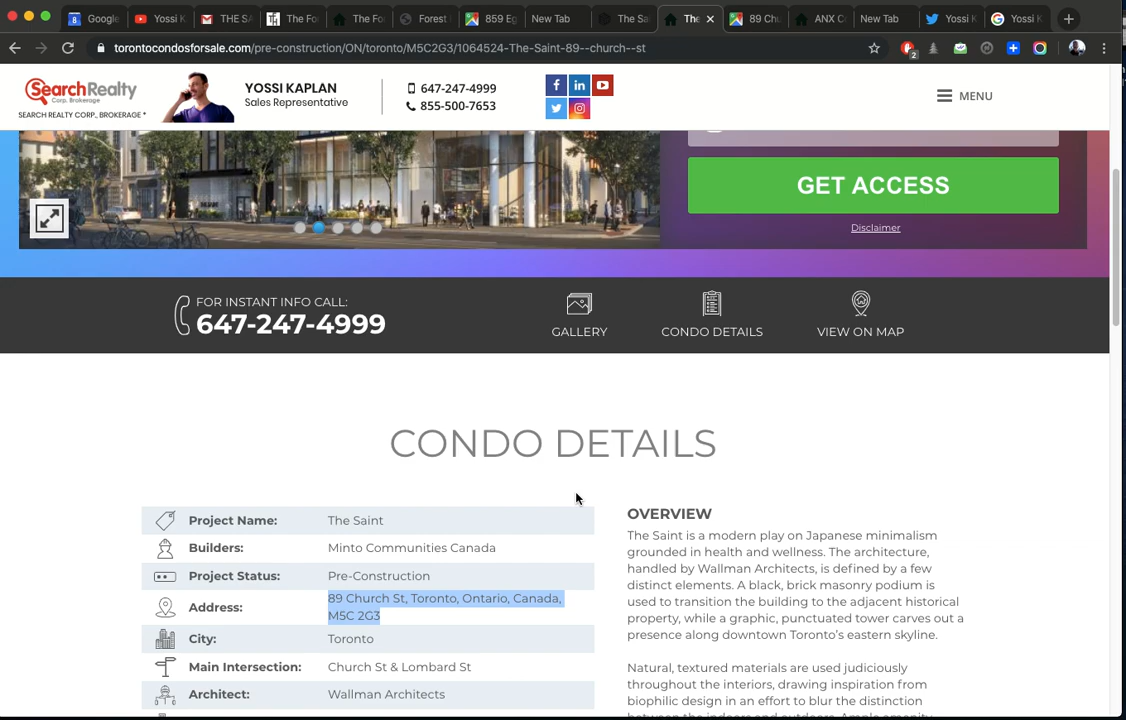 Google
Yossi K
THE SA
The Fo
The Fo
Forest
859 Eg
New Tab
The Sa
The
89 Chu
ANX C
New Tab
Yossi K
Yossi K
torontocondosforsale.com/pre-construction/ON/toronto/M5C2G3/1064524-The-Saint-89--church--st
2
SearchRealty
Corp. Brokerage
SEARCH REALTY CORP., BROKERAGE *
YOSSI KAPLAN
Sales Representative
647-247-4999
855-500-7653
MENU
GET ACCESS
Disclaimer
FOR INSTANT INFO CALL:
647-247-4999
GALLERY
CONDO DETAILS
VIEW ON MAP
CONDO DETAILS
Project Name: The Saint
Builders: Minto Communities Canada
Project Status: Pre-Construction
Address: 89 Church St, Toronto, Ontario, Canada,
M5C 2G3
City: Toronto
Main Intersection: Church St & Lombard St
Architect: Wallman Architects
OVERVIEW
The Saint is a modern play on Japanese minimalism
grounded in health and wellness. The architecture,
handled by Wallman Architects, is defined by a few
distinct elements. A black, brick masonry podium is
used to transition the building to the adjacent historical
property, while a graphic, punctuated tower carves out a
presence along downtown Toronto's eastern skyline.
Natural, textured materials are used judiciously
throughout the interiors, drawing inspiration from
biophilic design in an effort to blur the distinction